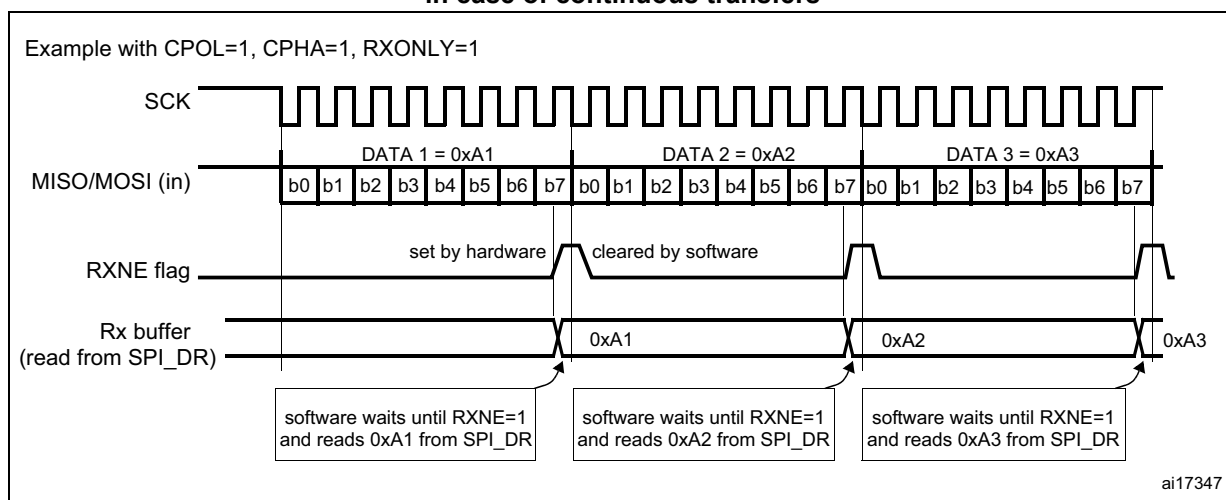 in case of continuous transfers
Example with CPOL=1, CPHA=1, RXONLY=1
SCK
DATA 1 = 0xA1 DATA 2 = 0xA2 DATA 3 = 0xA3
MISO/MOSI (in) b0 b1 b2 b3 b4 b5 b6 b7 b0 b1 b2 b3 b4 b5 b6 b7 b0 b1 b2 b3 b4 b5 b6 b7
set by hardware cleared by software
RXNE flag
Rx buffer
(read from SPI_DR)
0xA1 0xA2 0xA3
software waits until RXNE=1
and reads 0xA1 from SPI_DR
software waits until RXNE=1
and reads 0xA2 from SPI_DR
software waits until RXNE=1
and reads 0xA3 from SPI_DR
ai17347